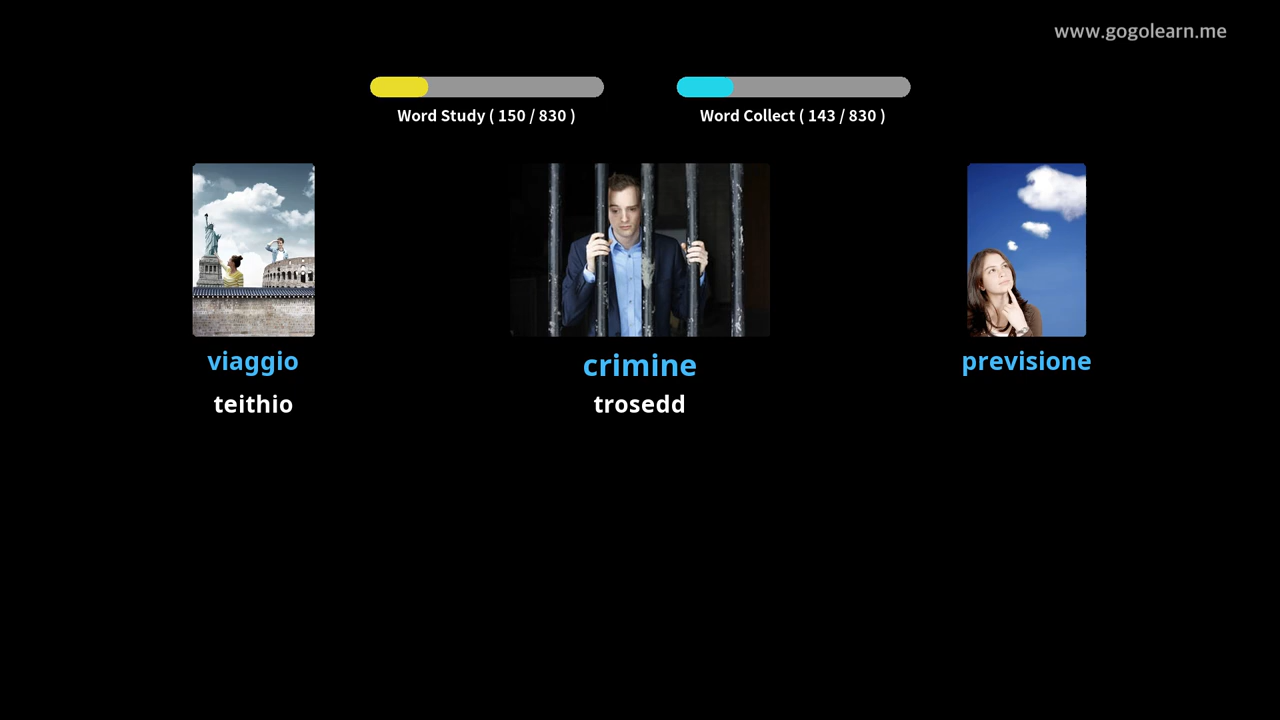 www.gogolearn.me
Word Study ( 150 / 830 )
Word Collect ( 143 / 830 )
viaggio
crimine
previsione
teithio
trosedd